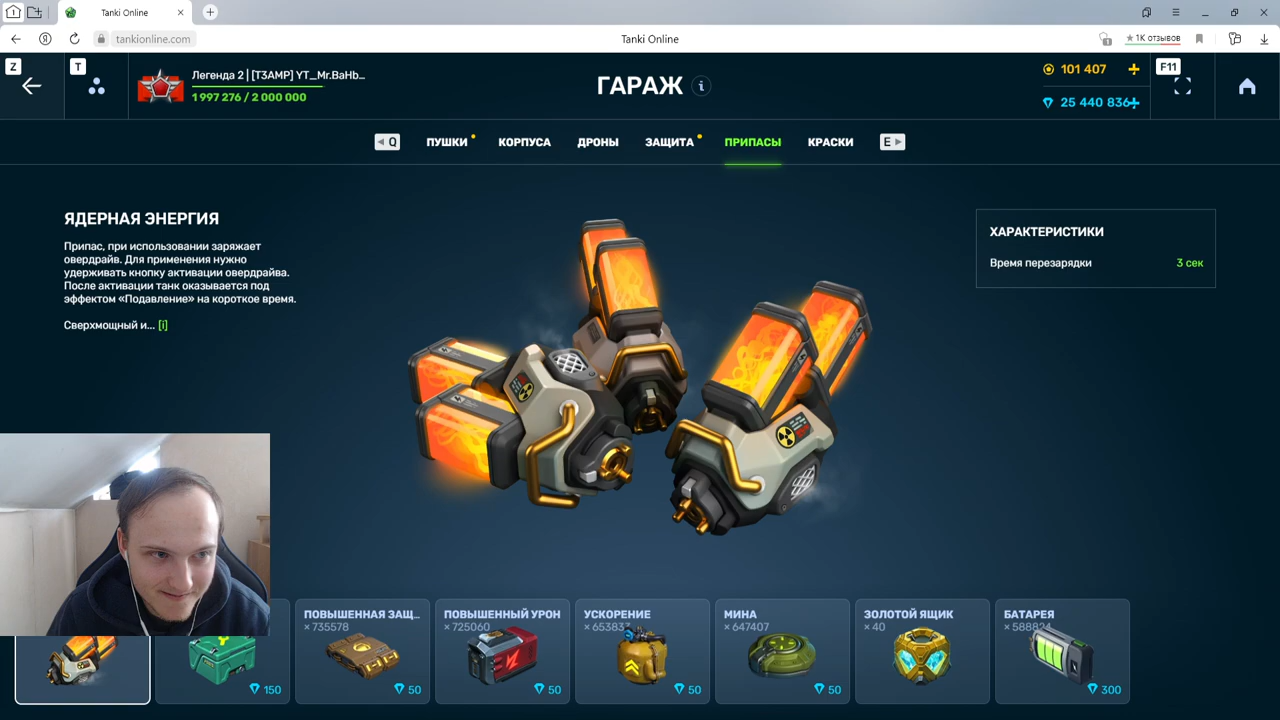 Tanki Online
tankionline.com
Tanki Online
1K отзывов
Z
T
Легенда 2 | [T3AMP] YT_Mr.BaHb...
1 997 276 / 2 000 000
ГАРАЖ
i
101 407
25 440 836
F11
Q
ПУШКИ
КОРПУСА
ДРОНЫ
ЗАЩИТА
ПРИПАСЫ
КРАСКИ
E
ЯДЕРНАЯ ЭНЕРГИЯ
Припас, при использовании заряжает
овердрайв. Для применения нужно
удерживать кнопку активации овердрайва.
После активации танк оказывается под
эффектом «Подавление» на короткое время.
Сверхмощный и... [i]
ХАРАКТЕРИСТИКИ
Время перезарядки 3 сек
150
ПОВЫШЕННАЯ ЗАЩ...
× 735578
50
ПОВЫШЕННЫЙ УРОН
× 725060
50
УСКОРЕНИЕ
× 653837
50
МИНА
× 647407
50
ЗОЛОТОЙ ЯЩИК
× 40
БАТАРЕЯ
300